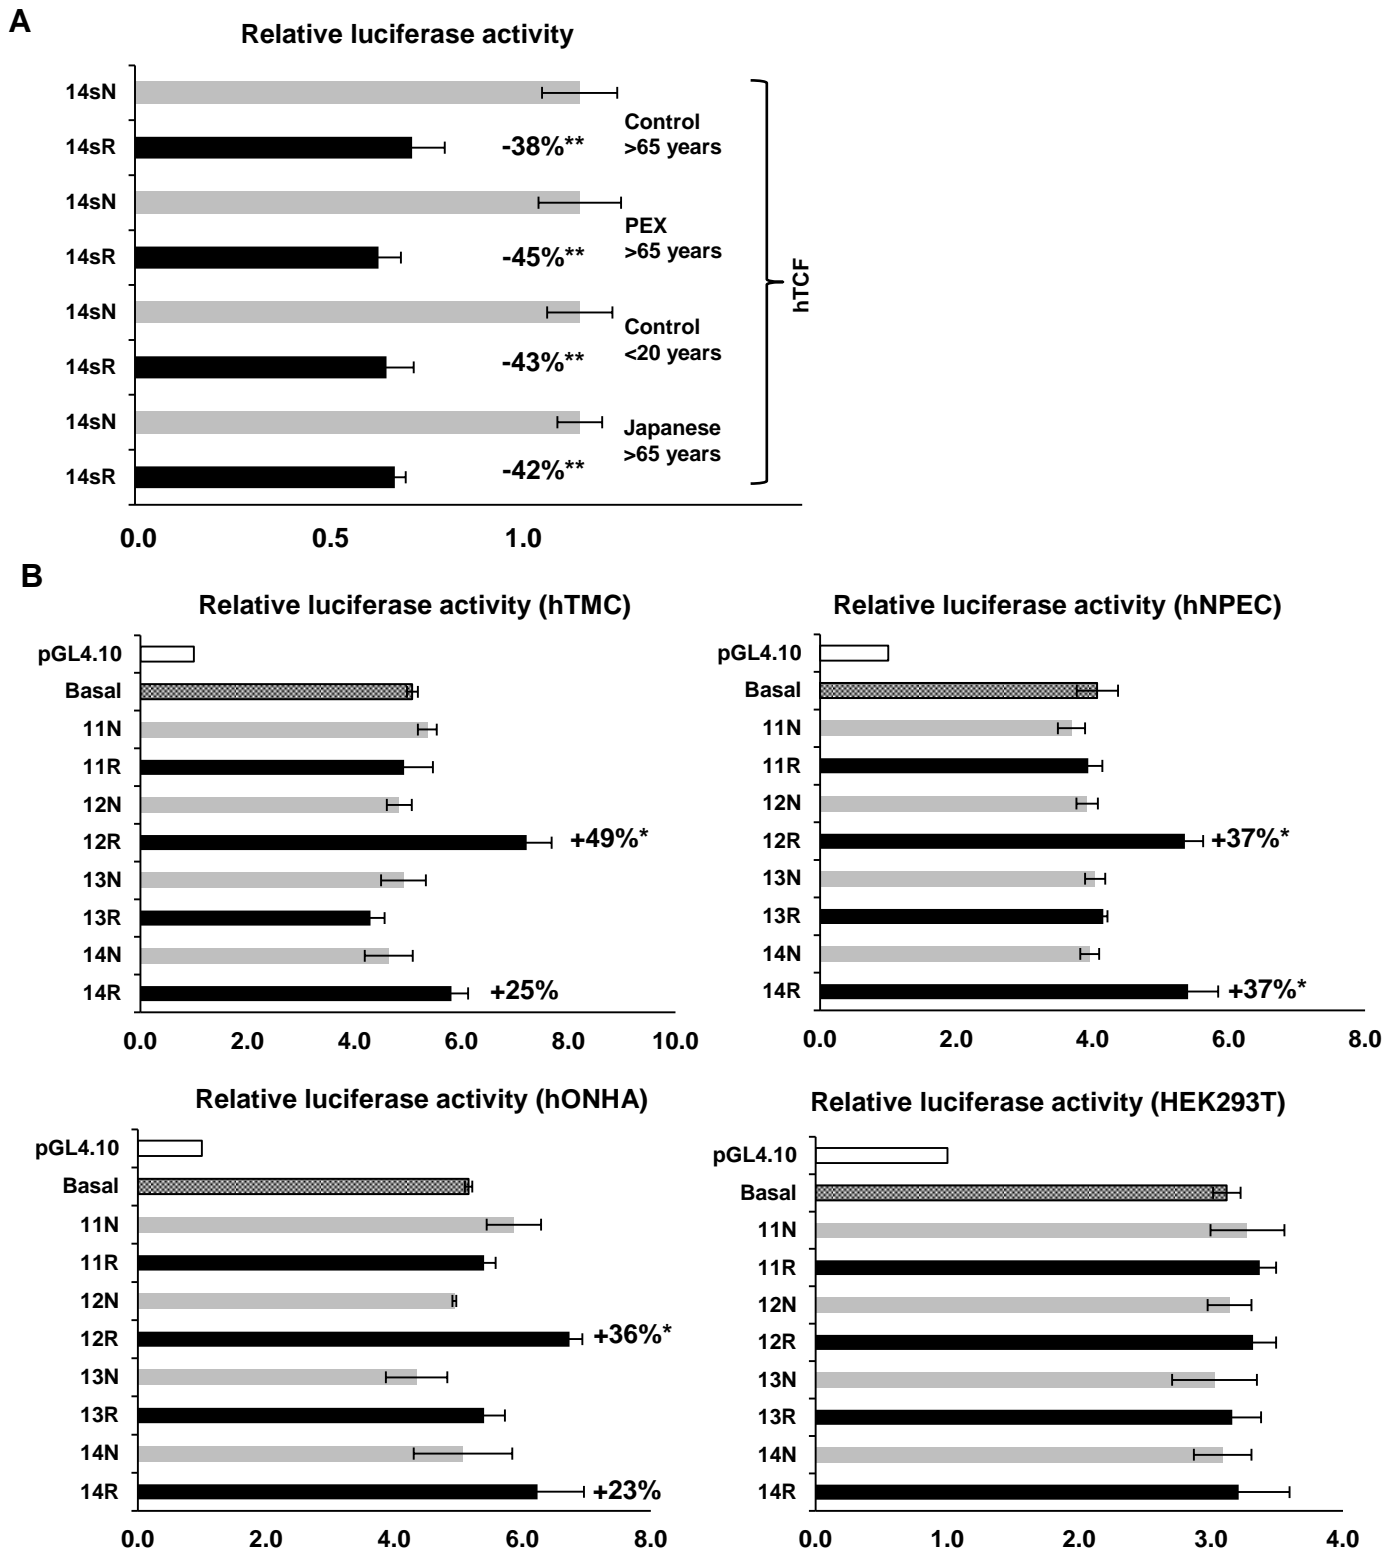 A
Relative luciferase activity
14sN
Control
>65 years
14sR
-38%**
14sN
PEX
>65 years
14sR
-45%**
14sN
Control
<20 years
14sR
-43%**
14sN
Japanese
>65 years
14sR
-42%**
hTCF
0.0 0.5 1.0
B
Relative luciferase activity (hTMC)
pGL4.10
Basal
11N
11R
12N
12R +49%*
13N
13R
14N
14R +25%
0.0 2.0 4.0 6.0 8.0 10.0
Relative luciferase activity (hNPEC)
pGL4.10
Basal
11N
11R
12N
12R +37%*
13N
13R
14N
14R +37%*
0.0 2.0 4.0 6.0 8.0
Relative luciferase activity (hONHA)
pGL4.10
Basal
11N
11R
12N
12R +36%*
13N
13R
14N
14R +23%
0.0 2.0 4.0 6.0 8.0
Relative luciferase activity (HEK293T)
pGL4.10
Basal
11N
11R
12N
12R
13N
13R
14N
14R
0.0 1.0 2.0 3.0 4.0